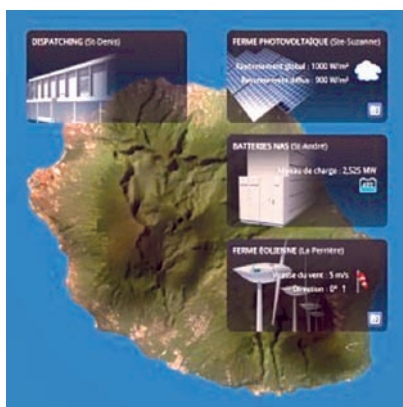 DISPATCHING (St-Denis)
FERME PHOTOVOLTAÏQUE (Ste-Suzanne)
Rayonnement global : 1000 W/m²
Rayonnement diffus : 900 W/m²
BATTERIES NAS (St-André)
Niveau de charge : 2,525 MW
FERME ÉOLIENNE (La Perrière)
Vitesse du vent : 5 m/s
Direction : 0°